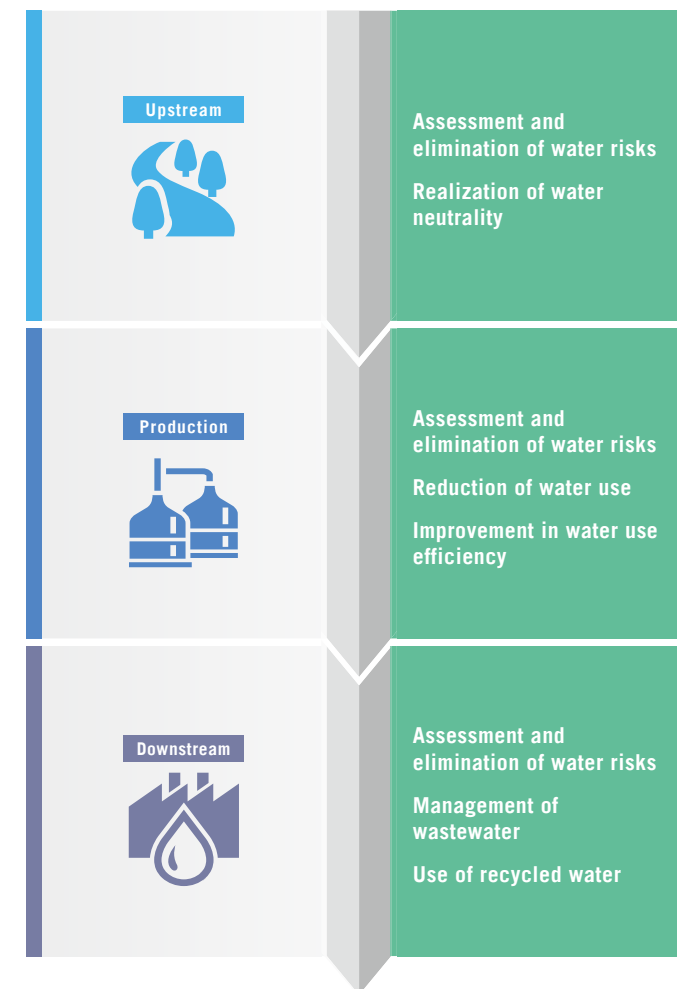 Upstream
Assessment and
elimination of water risks
Realization of water
neutrality
Production
Assessment and
elimination of water risks
Reduction of water use
Improvement in water use
efficiency
Downstream
Assessment and
elimination of water risks
Management of
wastewater
Use of recycled water